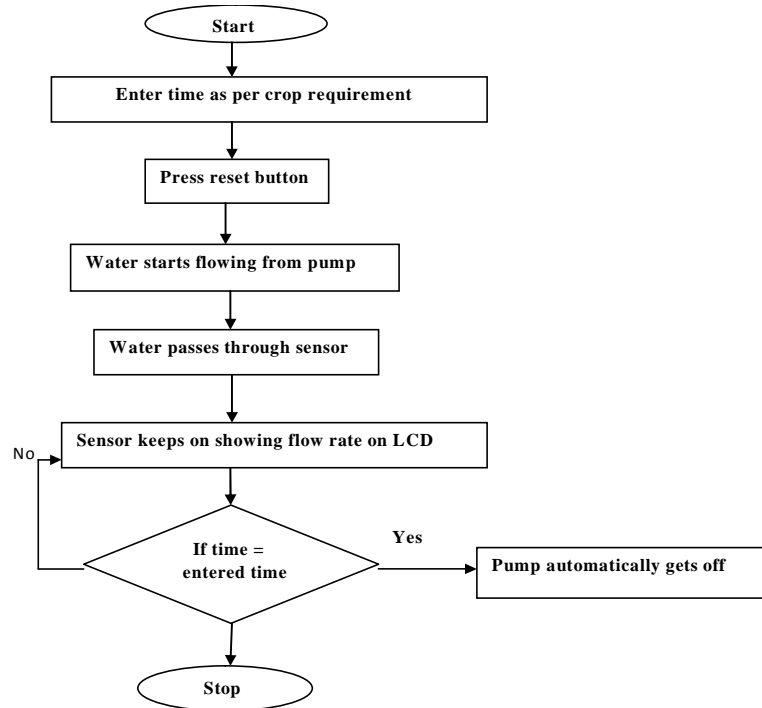 Start
Enter time as per crop requirement
Press reset button
Water starts flowing from pump
Water passes through sensor
Sensor keeps on showing flow rate on LCD
No
If time =
entered time
Yes
Pump automatically gets off
Stop